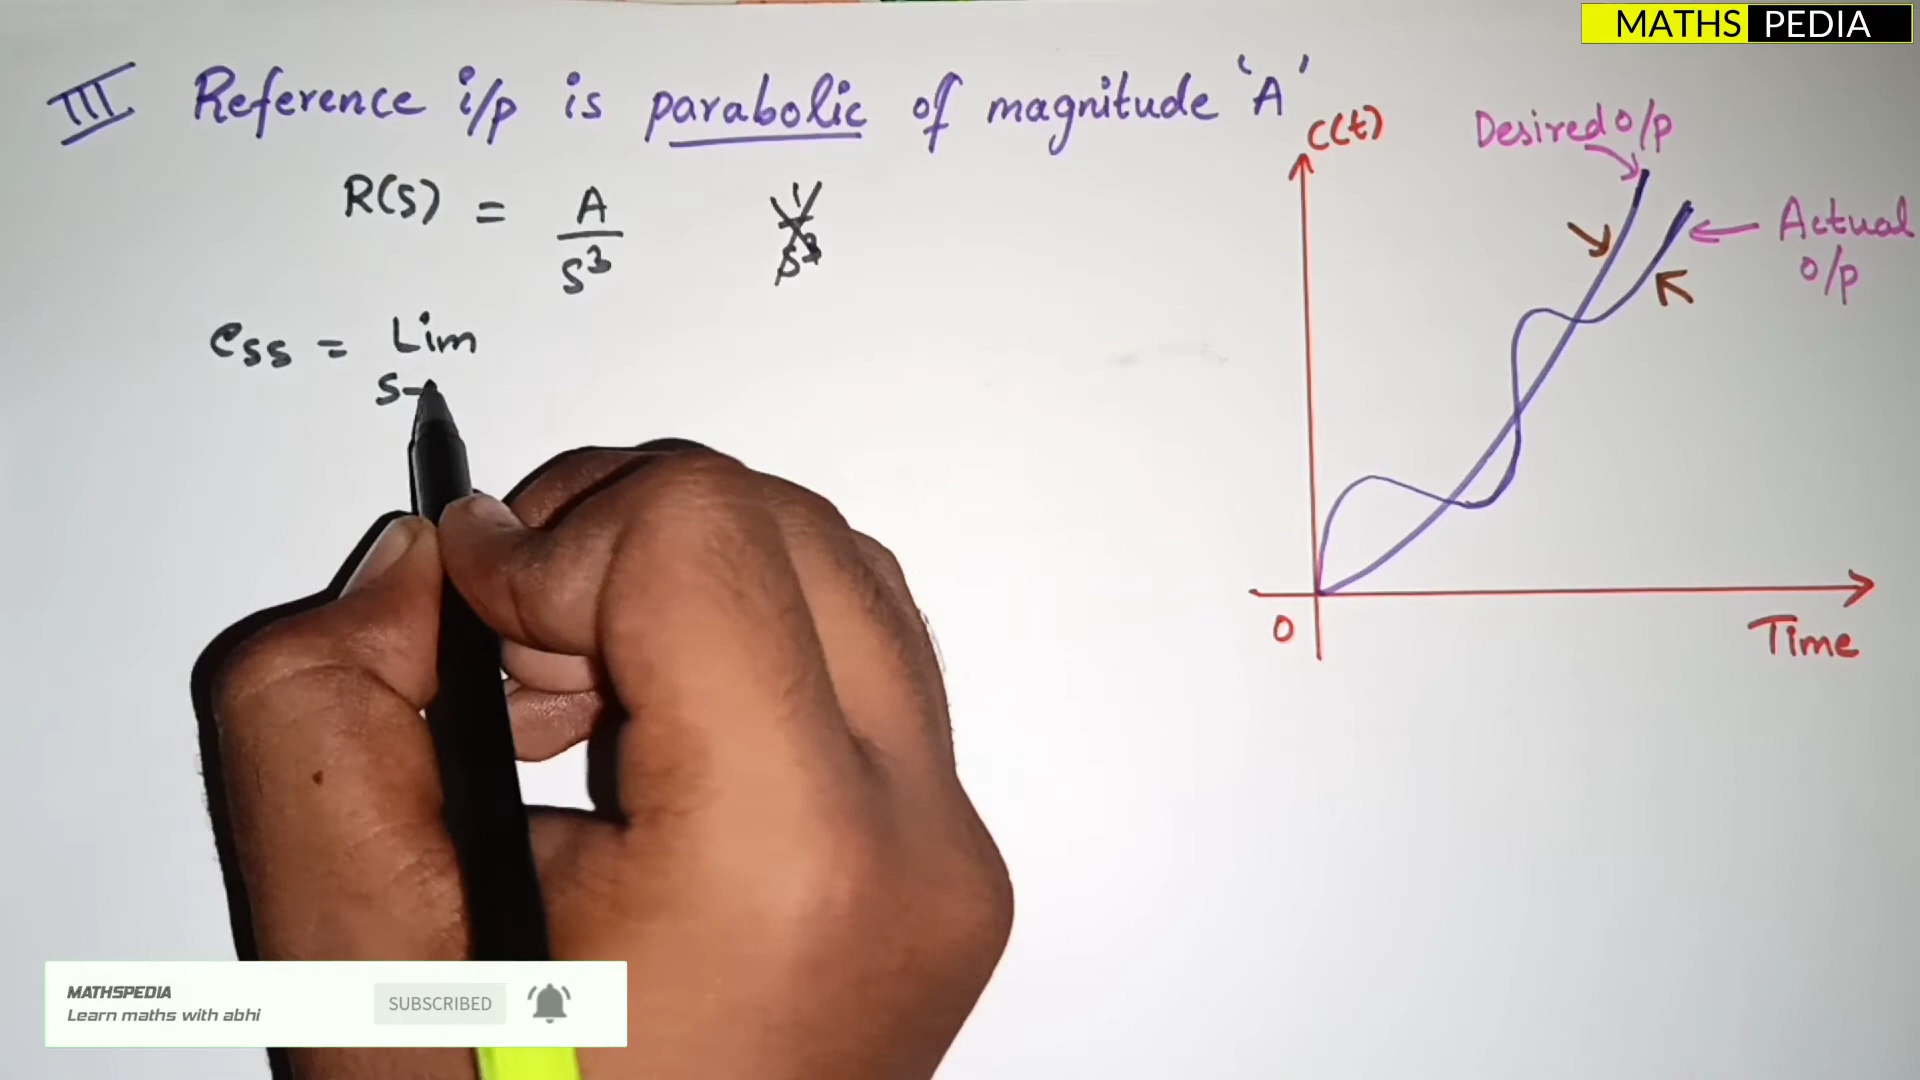 MATHS PEDIA
III Reference i/p is parabolic of magnitude 'A'
R(S) = A / S³
ess = Lim
S-
C(t)
Desired o/p
Actual
o/p
0
Time
MATHSPEDIA
Learn maths with abhi
SUBSCRIBED